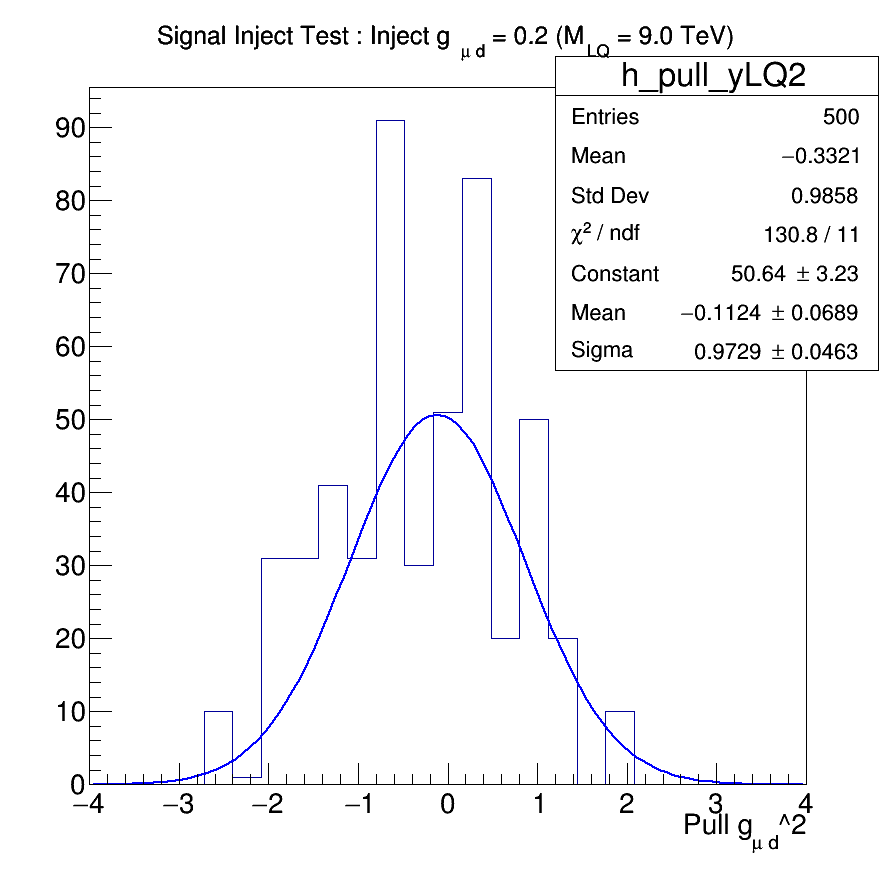 Signal Inject Test : Inject g μ d = 0.2 (M LQ = 9.0 TeV)
h_pull_yLQ2
Entries 500
Mean −0.3321
Std Dev 0.9858
χ² / ndf 130.8 / 11
Constant 50.64 ± 3.23
Mean −0.1124 ± 0.0689
Sigma 0.9729 ± 0.0463
90
80
70
60
50
40
30
20
10
0
−4 −3 −2 −1 0 1 2 3 4
Pull g μ d^2